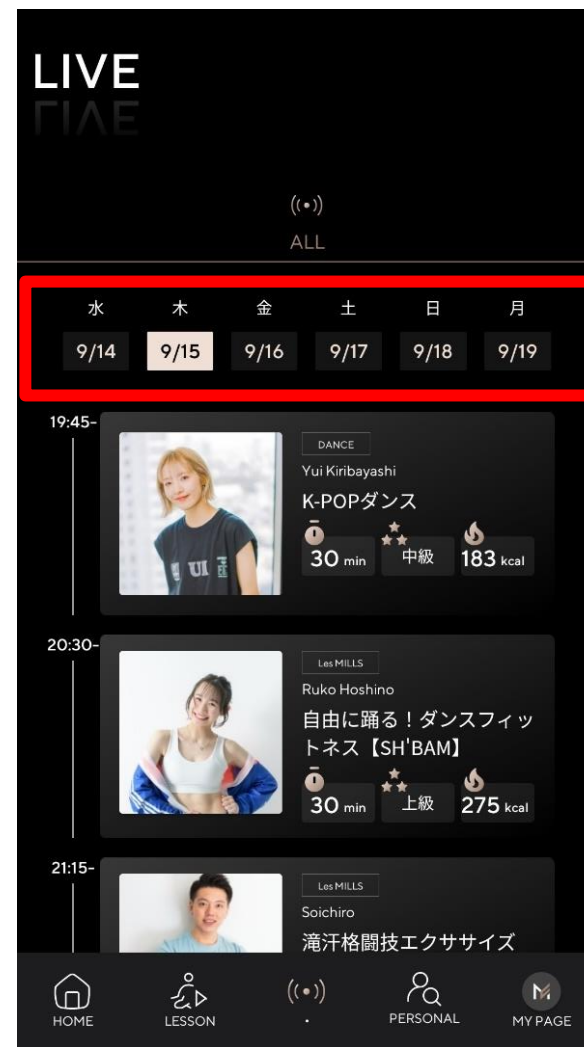 LIVE
ALL
水 木 金 土 日 月
9/14 9/15 9/16 9/17 9/18 9/19
19:45-
DANCE
Yui Kiribayashi
K-POPダンス
30 min 中級 183 kcal
20:30-
LesMILLS
Ruko Hoshino
自由に踊る!ダンスフィッ
トネス【SH'BAM】
30 min 上級 275 kcal
21:15-
LesMILLS
Soichiro
滝汗格闘技エクササイズ
HOME LESSON PERSONAL MY PAGE